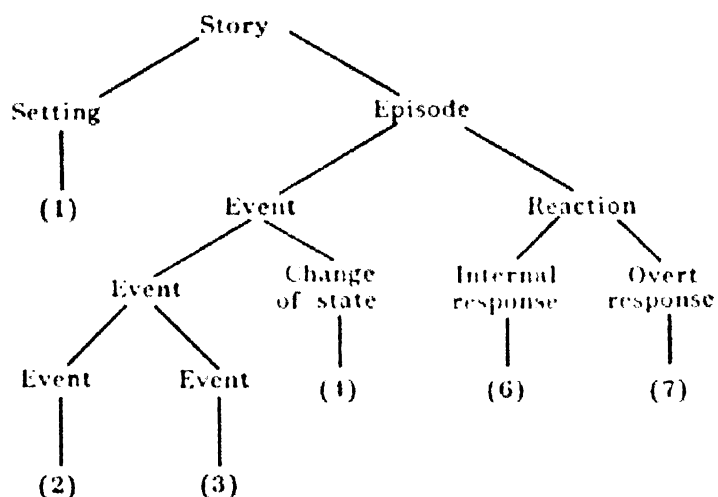 Story
Setting
Episode
(1)
Event
Reaction
Event
Change
of state
Internal
response
Overt
response
Event
Event
(4)
(6)
(7)
(2)
(3)